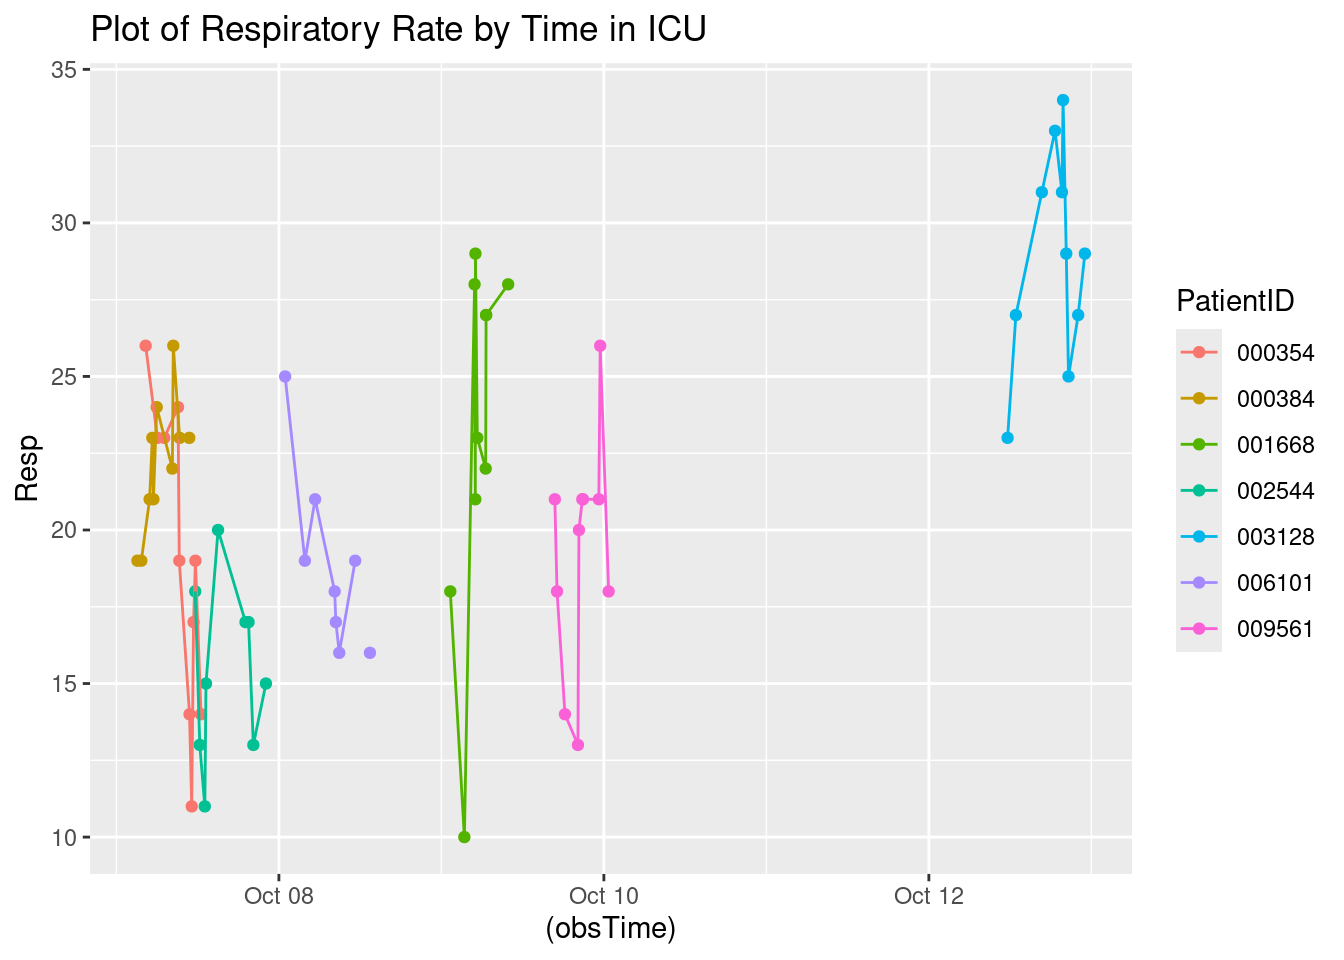 Plot of Respiratory Rate by Time in ICU
35
30
25
20
15
10
Resp
Oct 08
Oct 10
Oct 12
(obsTime)
PatientID
000354
000384
001668
002544
003128
006101
009561